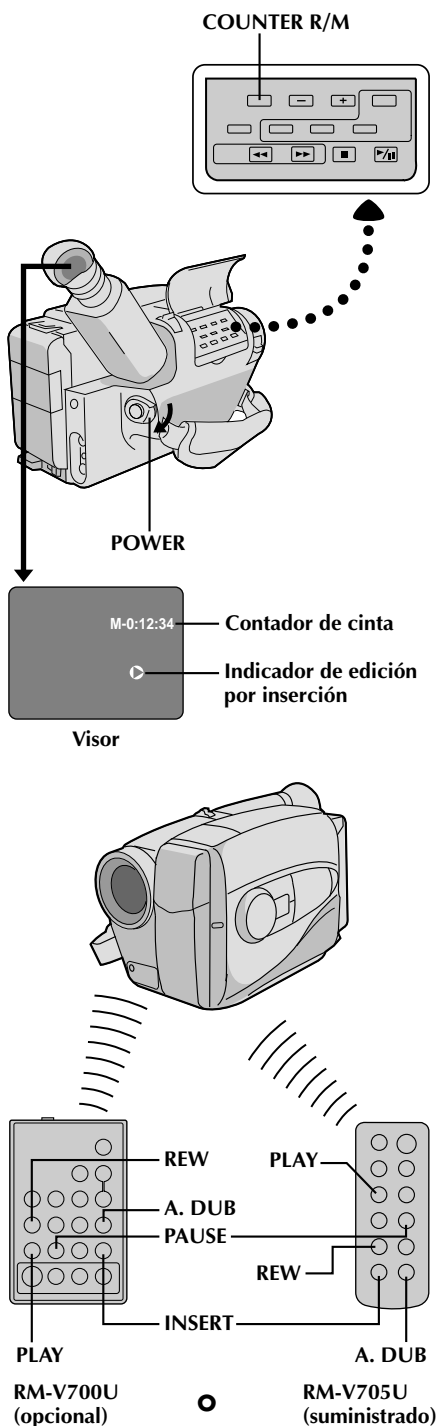 COUNTER R/M
POWER
M-0:12:34
Contador de cinta
Indicador de edición
por inserción
Visor
REW
PLAY
A. DUB
PAUSE
REW
INSERT
PLAY
A. DUB
RM-V700U
(opcional)
o
RM-V705U
(suministrado)